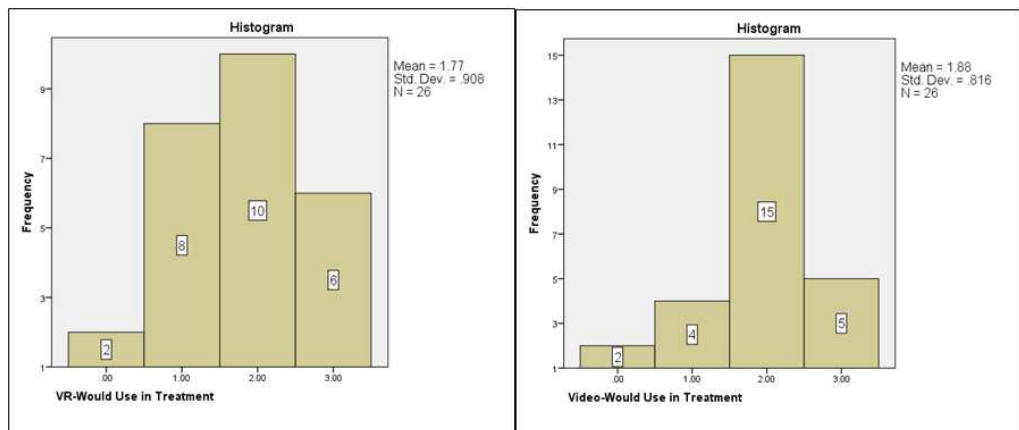 Histogram
Mean = 1.77
Std. Dev. = .908
N = 26
Frequency
9
7
5
3
1
2
8
10
6
.00
1.00
2.00
3.00
VR-Would Use in Treatment
Histogram
Mean = 1.88
Std. Dev. = .816
N = 26
Frequency
15
13
11
9
7
5
3
1
2
4
15
5
.00
1.00
2.00
3.00
Video-Would Use in Treatment